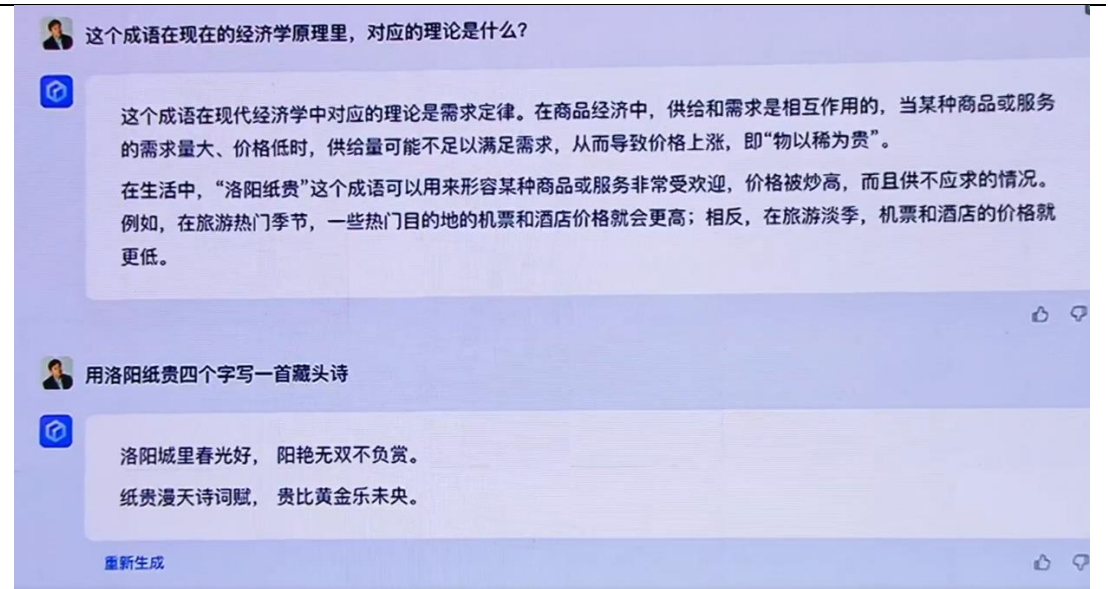 这个成语在现在的经济学原理里，对应的理论是什么？
这个成语在现代经济学中对应的理论是需求定律。在商品经济中，供给和需求是相互作用的，当某种商品或服务
的需求量大、价格低时，供给量可能不足以满足需求，从而导致价格上涨，即“物以稀为贵”。
在生活中，“洛阳纸贵”这个成语可以用来形容某种商品或服务非常受欢迎，价格被炒高，而且供不应求的情况。
例如，在旅游热门季节，一些热门目的地的机票和酒店价格就会更高；相反，在旅游淡季，机票和酒店的价格就
更低。
用洛阳纸贵四个字写一首藏头诗
洛阳城里春光好， 阳艳无双不负赏。
纸贵漫天诗词赋， 贵比黄金乐未央。
重新生成